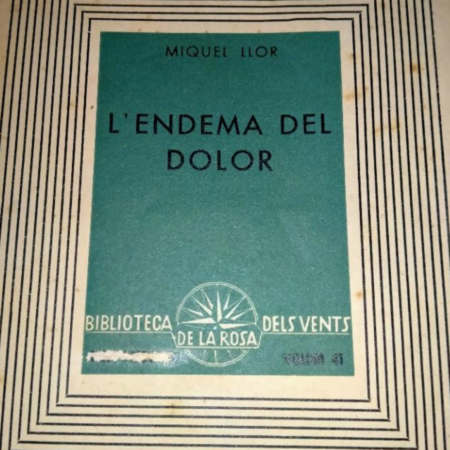 MIQUEL LLOR
L'ENDEMA DEL
DOLOR
BIBLIOTECA DE LA ROSA DELS VENTS